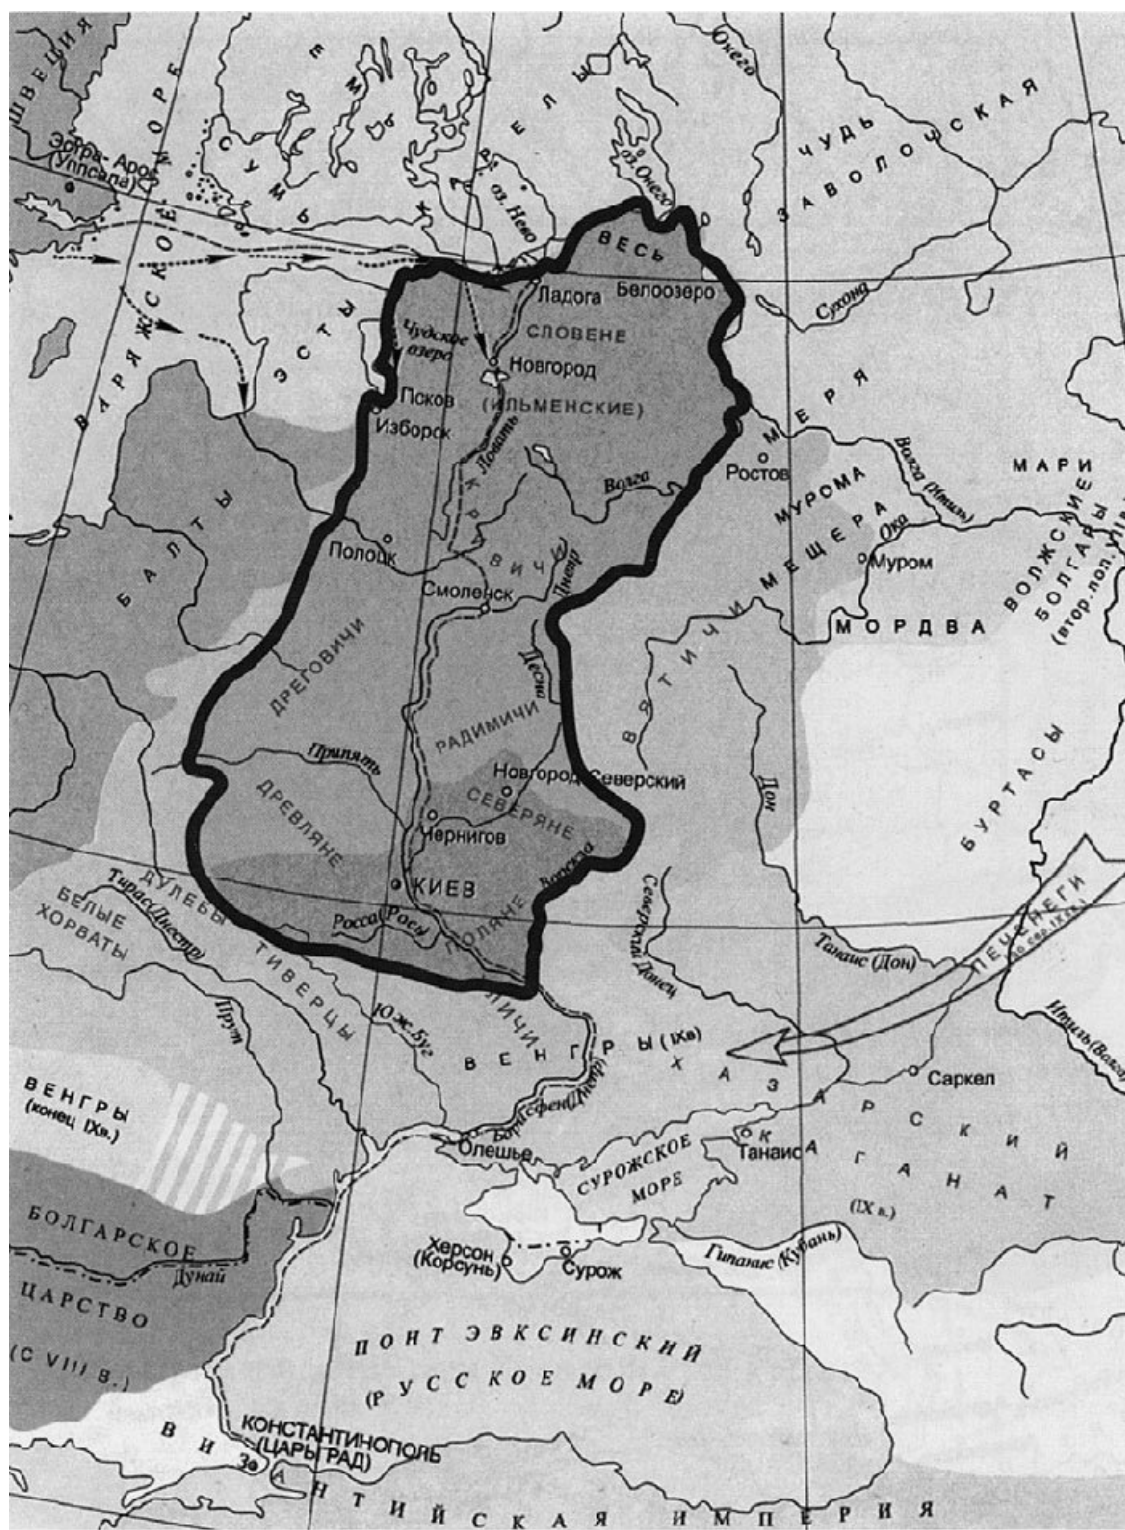 ШВЕЦИЯ
(Уппсала)
ВАРЯЖСКОЕ МОРЕ
СУМЬ
ЕМЬ
КАРЕЛЫ
оз. Нево
оз. Онего
Онега
ЧУДЬ
ЗАВОЛОЧСКАЯ
Сухона
ВЕСЬ
Белоозеро
Ладога
СЛОВЕНЕ
Чудское
озеро
Новгород
(ИЛЬМЕНСКИЕ)
ЭСТЫ
Псков
Изборск
Ловать
Волга
МЕРЯ
Ростов
МУРОМА
Волга (Итиль)
МАРИ
МЕЩЕРА
Ока
Муром
ВОЛЖСКИЕ
БОЛГАРЫ
МОРДВА
БАЛТЫ
Полоцк
КРИВИЧИ
Смоленск
Днепр
ВЯТИЧИ
ДРЕГОВИЧИ
Десна
РАДИМИЧИ
Припять
Новгород Северский
СЕВЕРЯНЕ
Дон
БУРТАСЫ
ДРЕВЛЯНЕ
Чернигов
Ворскла
КИЕВ
ДУЛЕБЫ
БЕЛЫЕ
ХОРВАТЫ
Тирас (Днестр)
Росса (Рось)
ПОЛЯНЕ
Северский Донец
Танаис (Дон)
ПЕЧЕНЕГИ
Итиль (Волга)
ТИВЕРЦЫ
УЛИЧИ
Прут
Юж. Буг
ВЕНГРЫ (IXв)
ХАЗАРСКИЙ
КАГАНАТ
(IX в.)
Саркел
ВЕНГРЫ
(конец IXв.)
Борисфен (Днепр)
Олешье
Танаис
СУРОЖСКОЕ
МОРЕ
БОЛГАРСКОЕ
Дунай
ЦАРСТВО
(С VIII В.)
Херсон
(Корсунь)
Сурож
Гипанис (Кубань)
ПОНТ ЭВКСИНСКИЙ
(РУССКОЕ МОРЕ)
КОНСТАНТИНОПОЛЬ
(ЦАРЬГРАД)
ВИЗАНТИЙСКАЯ ИМПЕРИЯ